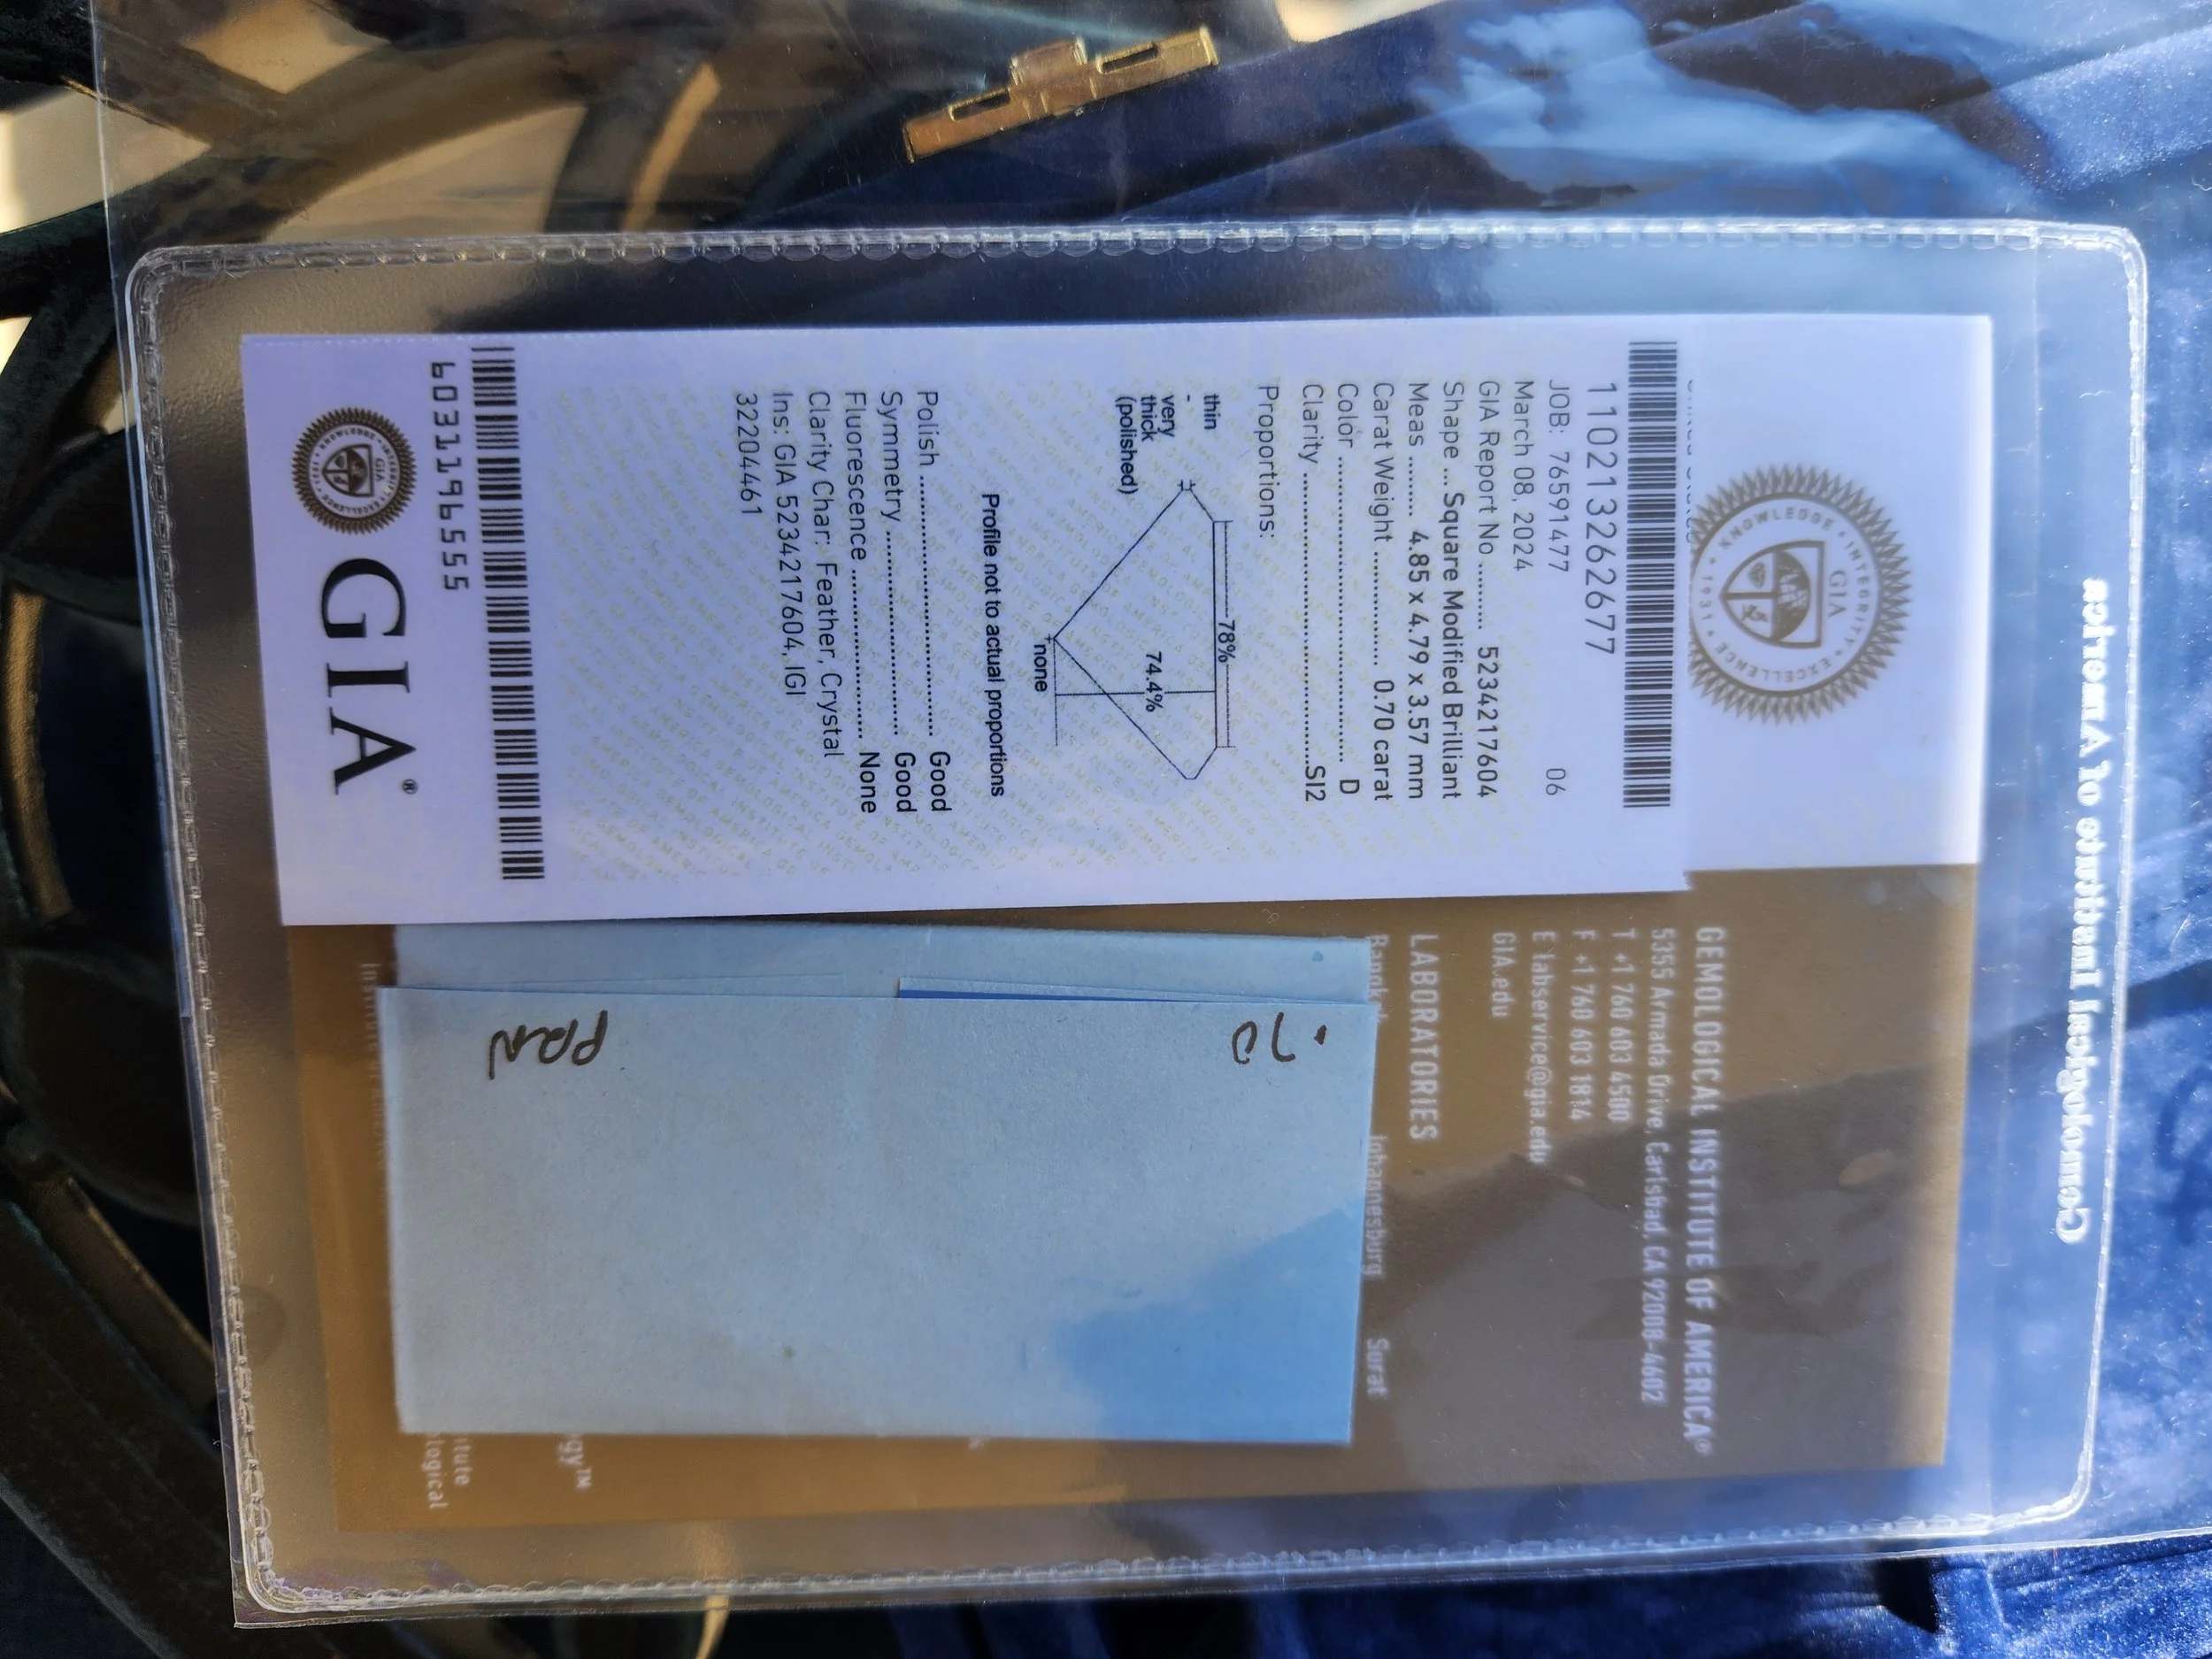 KNOWLEDGE • INTEGRITY • EXCELLENCE • 1931 •
GIA
110213262677
JOB: 76591477 06
March 08, 2024
GIA Report No ......... 5234217604
Shape ... Square Modified Brilliant
Meas ........ 4.85 x 4.79 x 3.57 mm
Carat Weight ................ 0.70 carat
Color ............................................. D
Clarity ........................................SI2
Proportions:
78%
74.4%
thin
-
very
thick
(polished)
none
Profile not to actual proportions
Polish ..................................... Good
Symmetry ............................. Good
Fluorescence ........................ None
Clarity Char: Feather, Crystal
Ins: GIA 5234217604, IGI
32204461
6031196555
GIA®
GEMOLOGICAL INSTITUTE OF AMERICA®
5355 Armada Drive, Carlsbad, CA 92008-4602
T +1 760 603 4500
F +1 760 603 1814
E labservice@gia.edu
GIA.edu
LABORATORIES
Johannesburg Surat
gy™
itute
logical
.70
Gemological Institute of America